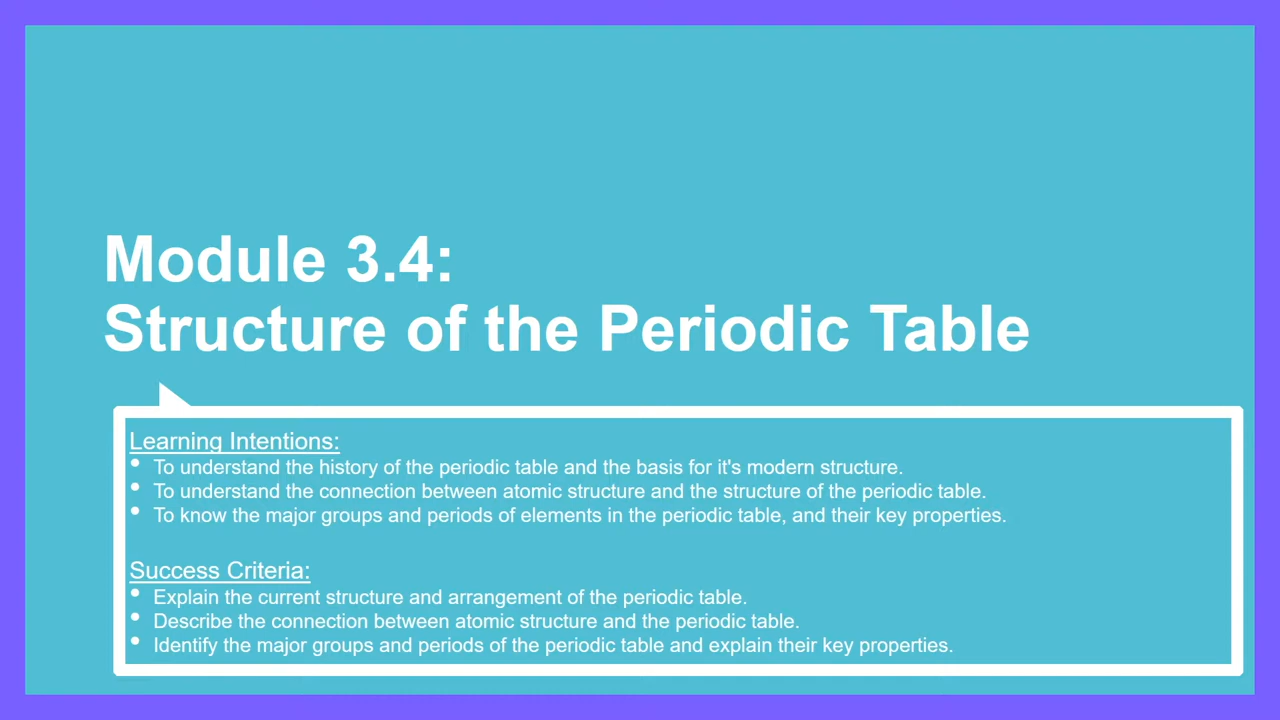 Module 3.4:
Structure of the Periodic Table
Learning Intentions:
• To understand the history of the periodic table and the basis for it's modern structure.
• To understand the connection between atomic structure and the structure of the periodic table.
• To know the major groups and periods of elements in the periodic table, and their key properties.
Success Criteria:
• Explain the current structure and arrangement of the periodic table.
• Describe the connection between atomic structure and the periodic table.
• Identify the major groups and periods of the periodic table and explain their key properties.